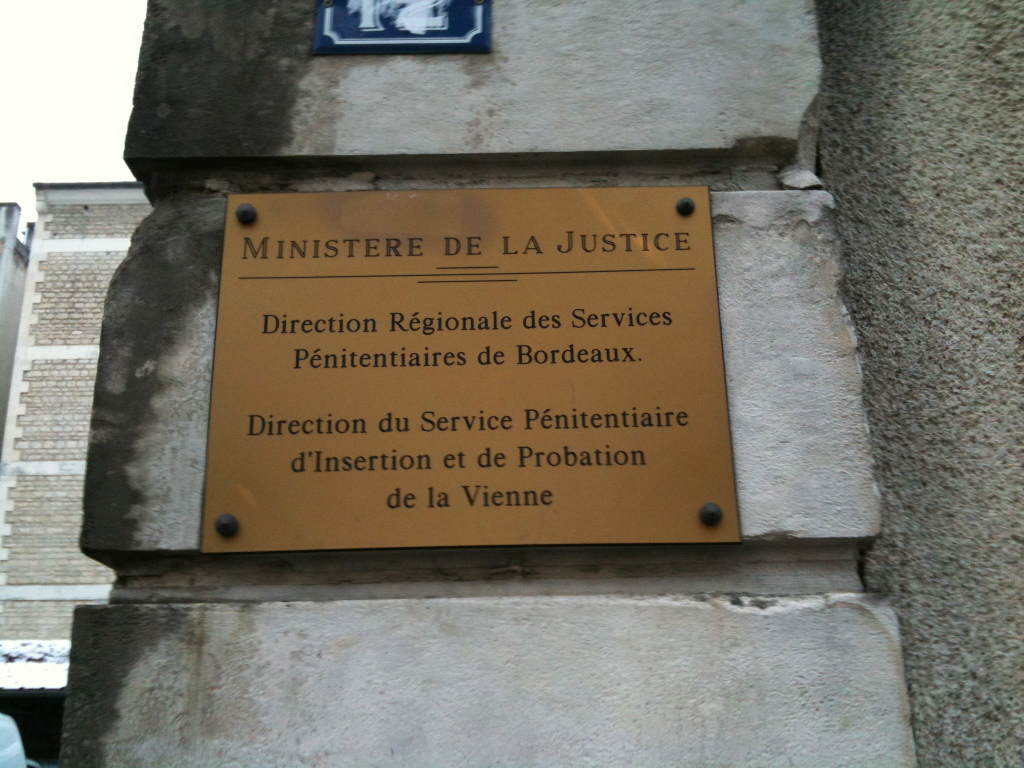 12
MINISTERE DE LA JUSTICE
Direction Régionale des Services
Pénitentiaires de Bordeaux.
Direction du Service Pénitentiaire
d'Insertion et de Probation
de la Vienne